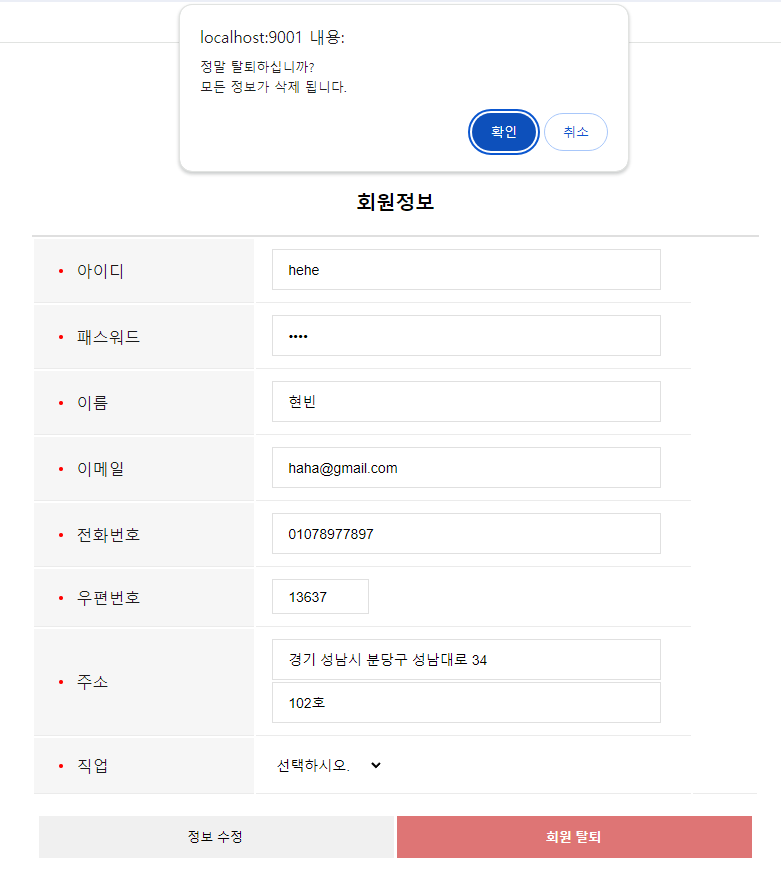 localhost:9001 내용:
정말 탈퇴하십니까?
모든 정보가 삭제 됩니다.
확인 취소
회원정보
• 아이디 hehe
• 패스워드 ••••
• 이름 현빈
• 이메일 haha@gmail.com
• 전화번호 01078977897
• 우편번호 13637
• 주소 경기 성남시 분당구 성남대로 34
102호
• 직업 선택하시오.
정보 수정 회원 탈퇴